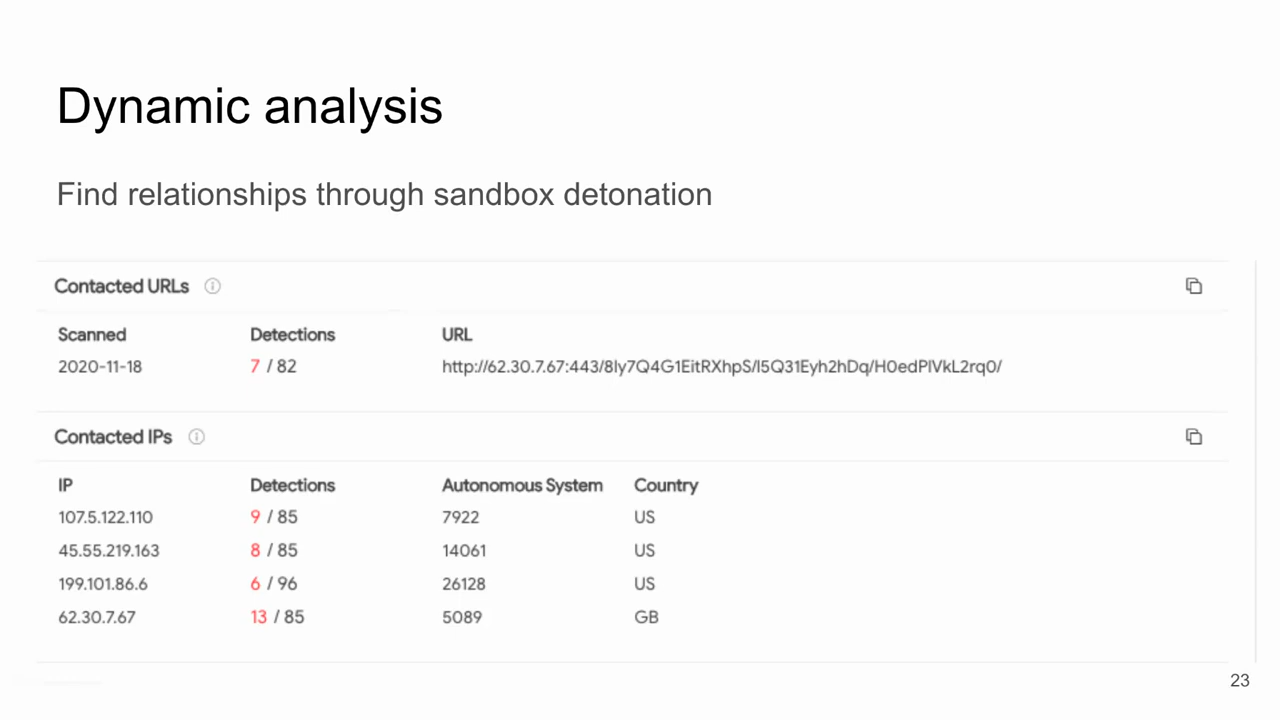 Dynamic analysis
Find relationships through sandbox detonation
Contacted URLs
Scanned Detections URL
2020-11-18 7 / 82 http://62.30.7.67:443/8ly7Q4G1EitRXhpS/l5Q31Eyh2hDq/H0edPlVkL2rq0/
Contacted IPs
IP Detections Autonomous System Country
107.5.122.110 9 / 85 7922 US
45.55.219.163 8 / 85 14061 US
199.101.86.6 6 / 96 26128 US
62.30.7.67 13 / 85 5089 GB
23